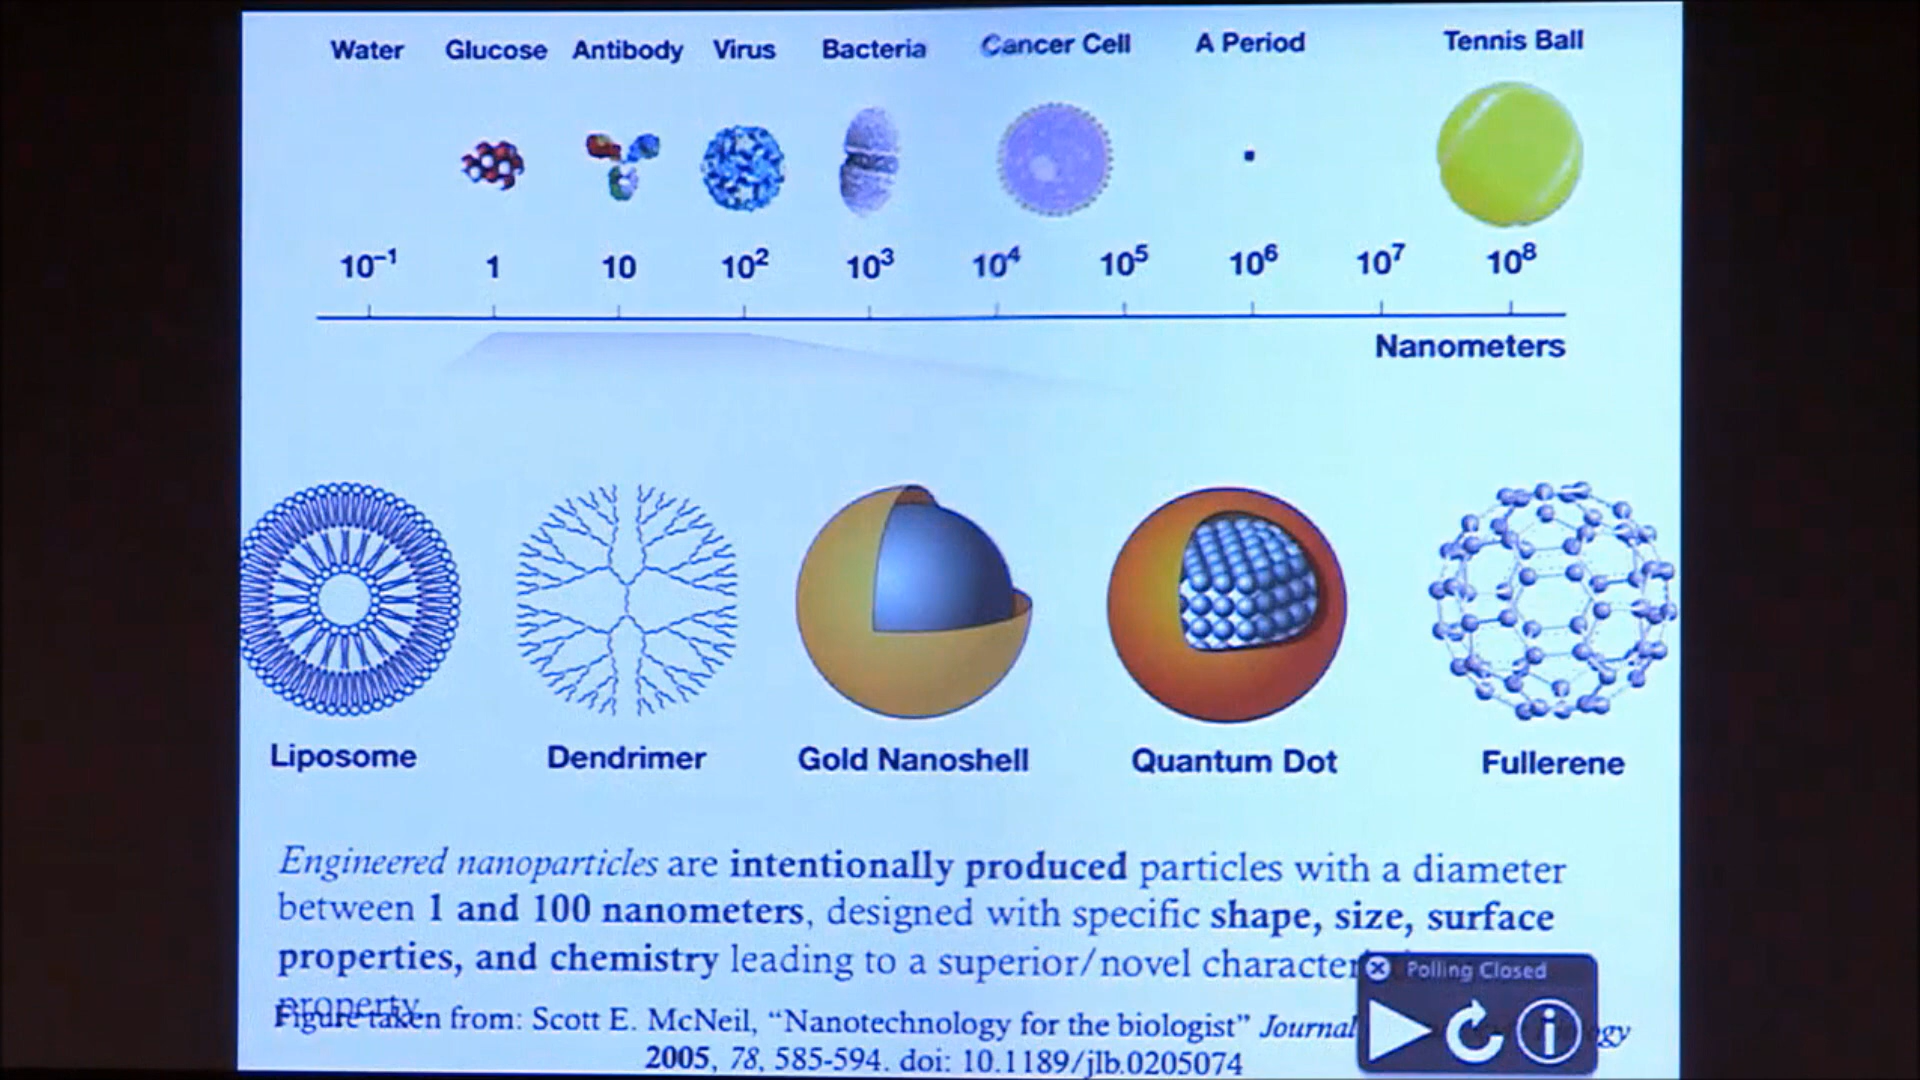 Water Glucose Antibody Virus Bacteria Cancer Cell A Period Tennis Ball
10⁻¹ 1 10 10² 10³ 10⁴ 10⁵ 10⁶ 10⁷ 10⁸
Nanometers
Liposome Dendrimer Gold Nanoshell Quantum Dot Fullerene
Engineered nanoparticles are intentionally produced particles with a diameter
between 1 and 100 nanometers, designed with specific shape, size, surface
properties, and chemistry leading to a superior/novel
property.
Figure taken from: Scott E. McNeil, “Nanotechnology for the biologist” Journal
2005, 78, 585-594. doi: 10.1189/jlb.0205074
Polling Closed